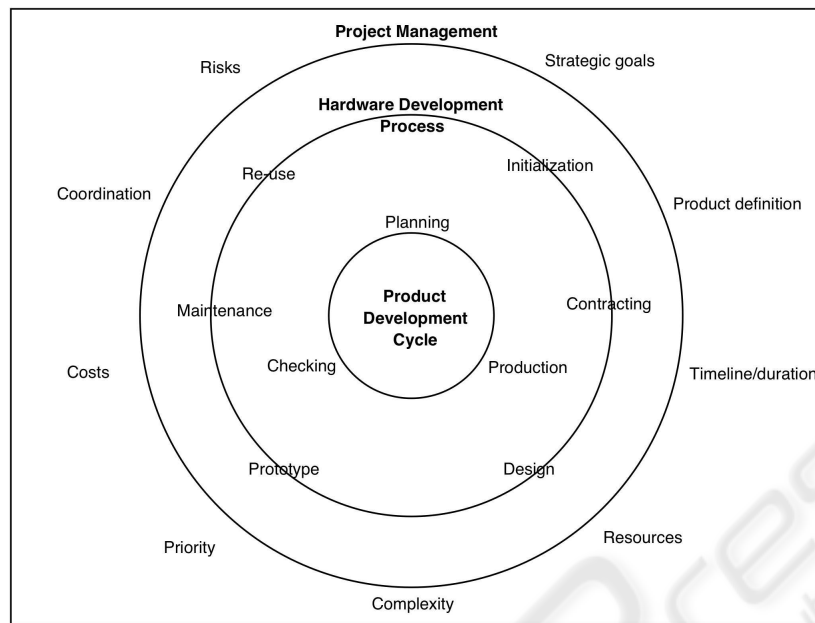 Project Management
Risks
Strategic goals
Hardware Development
Process
Re-use
Initialization
Coordination
Product definition
Planning
Maintenance
Product
Development
Cycle
Contracting
Checking
Production
Costs
Timeline/duration
Prototype
Design
Priority
Resources
Complexity